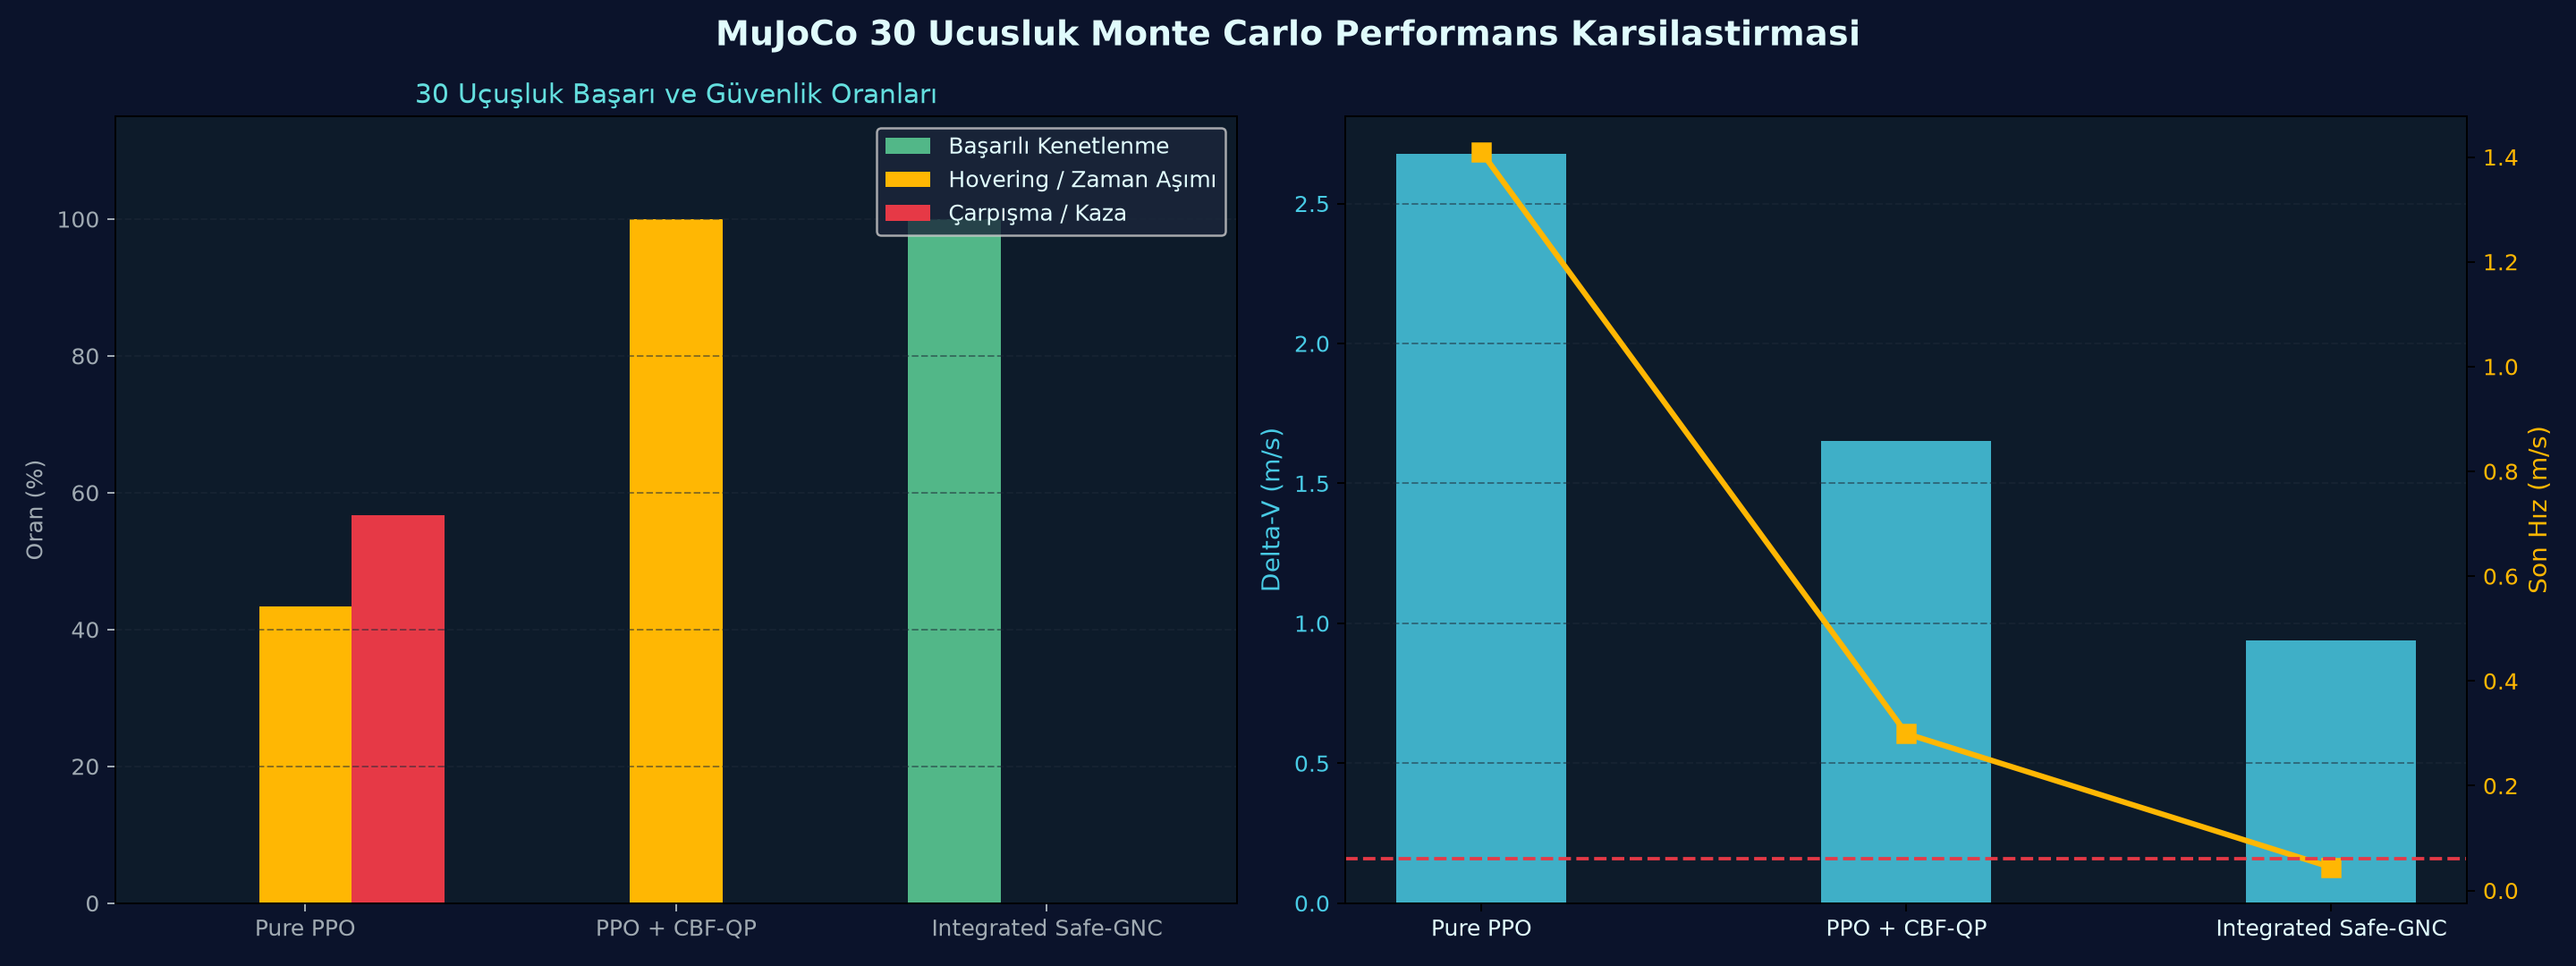 MuJoCo 30 Ucusluk Monte Carlo Performans Karsilastirmasi
30 Uçuşluk Başarı ve Güvenlik Oranları
Başarılı Kenetlenme
Hovering / Zaman Aşımı
Çarpışma / Kaza
Oran (%)
100
80
60
40
20
0
Pure PPO
PPO + CBF-QP
Integrated Safe-GNC
Delta-V (m/s)
2.5
2.0
1.5
1.0
0.5
0.0
Pure PPO
PPO + CBF-QP
Integrated Safe-GNC
1.4
1.2
1.0
0.8
0.6
0.4
0.2
0.0
Son Hız (m/s)